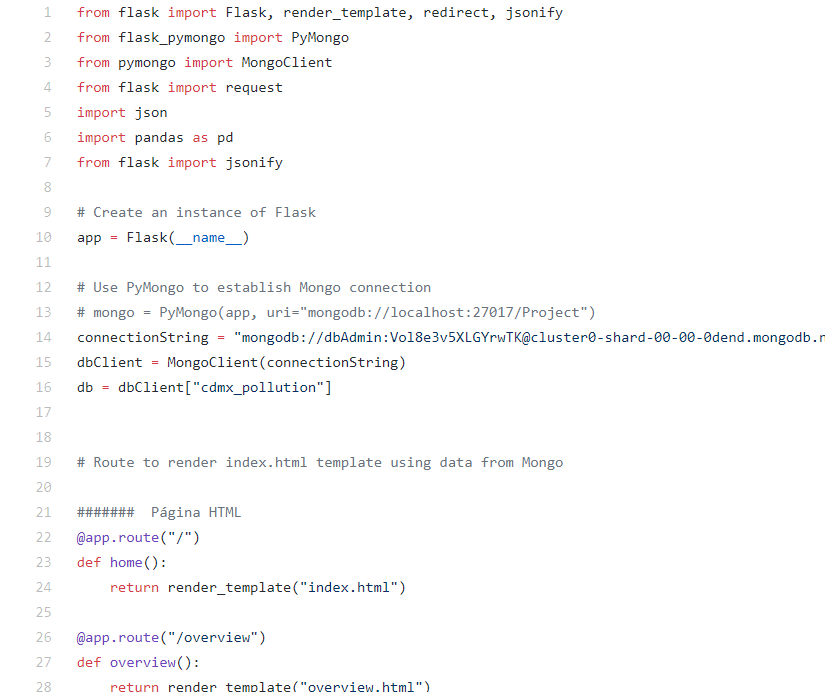 1 from flask import Flask, render_template, redirect, jsonify
2 from flask_pymongo import PyMongo
3 from pymongo import MongoClient
4 from flask import request
5 import json
6 import pandas as pd
7 from flask import jsonify
8
9 # Create an instance of Flask
10 app = Flask(__name__)
11
12 # Use PyMongo to establish Mongo connection
13 # mongo = PyMongo(app, uri="mongodb://localhost:27017/Project")
14 connectionString = "mongodb://dbAdmin:Vol8e3v5XLGYrwTK@cluster0-shard-00-00-0dend.mongodb.n
15 dbClient = MongoClient(connectionString)
16 db = dbClient["cdmx_pollution"]
17
18
19 # Route to render index.html template using data from Mongo
20
21 #######  Página HTML
22 @app.route("/")
23 def home():
24     return render_template("index.html")
25
26 @app.route("/overview")
27 def overview():
28     return render_template("overview.html")